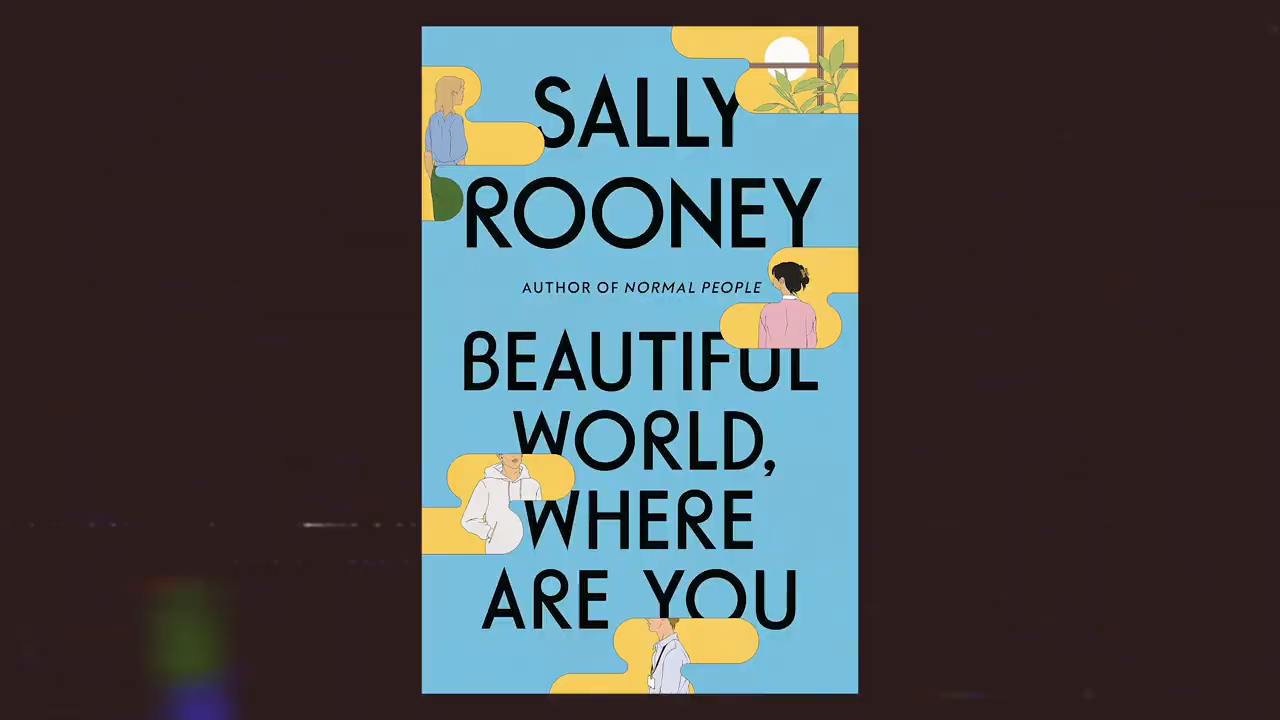 SALLY
ROONEY
AUTHOR OF NORMAL PEOPLE
BEAUTIFUL
WORLD,
WHERE
ARE YOU